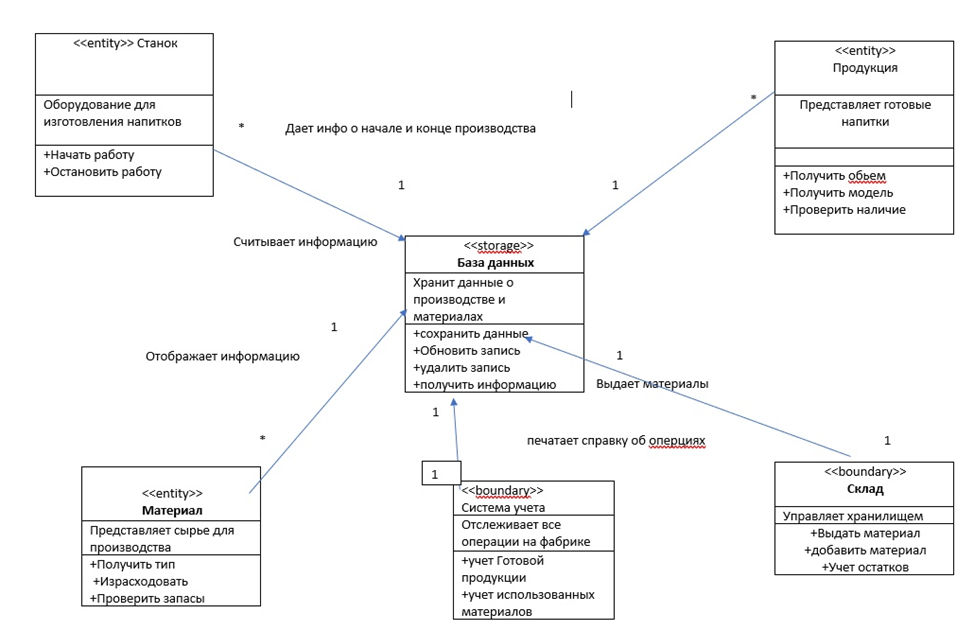 <<entity>> Станок
Оборудование для
изготовления напитков
+Начать работу
+Остановить работу
*
Дает инфо о начале и конце производства
1
<<entity>>
Продукция
Представляет готовые
напитки
+Получить обьем
+Получить модель
+Проверить наличие
*
1
Считывает информацию
<<storage>>
База данных
Хранит данные о
производстве и
материалах
+сохранить данные
+Обновить запись
+удалить запись
+получить информацию
1
Отображает информацию
*
1
Выдает материалы
1
печатает справку об оперциях
1
1
<<entity>>
Материал
Представляет сырье для
производства
+Получить тип
+Израсходовать
+Проверить запасы
<<boundary>>
Система учета
Отслеживает все
операции на фабрике
+учет Готовой
продукции
+учет использованных
материалов
<<boundary>>
Склад
Управляет хранилищем
+Выдать материал
+добавить материал
+Учет остатков